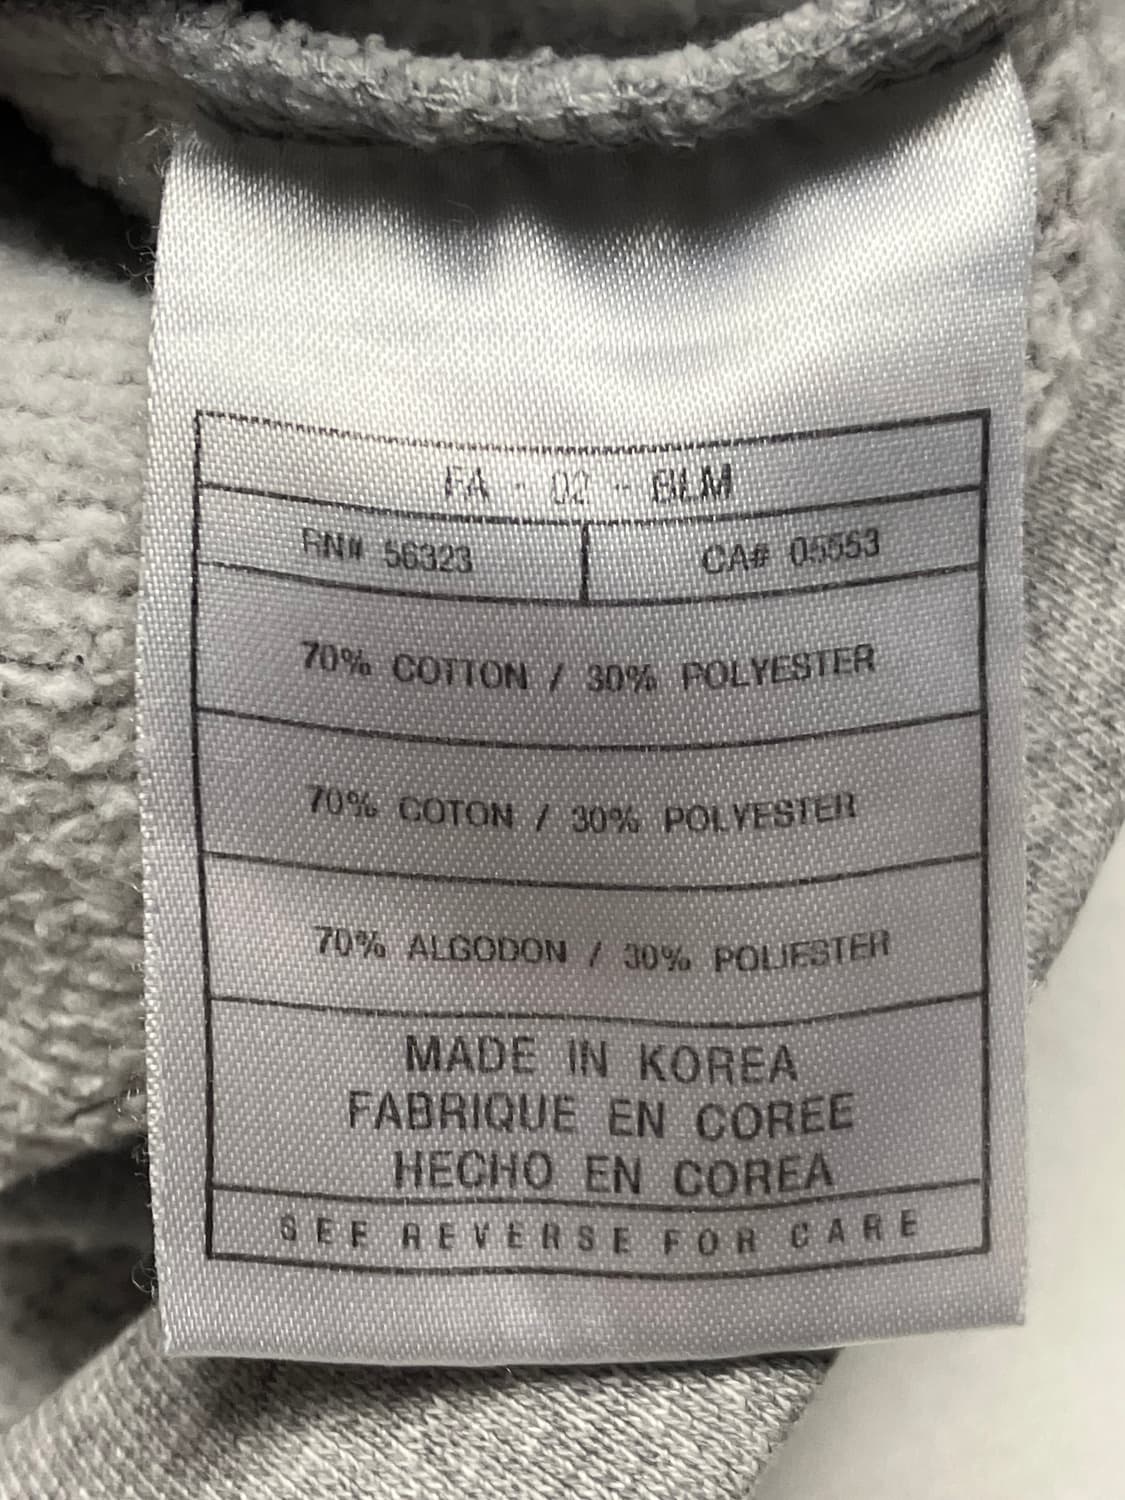 FA - 02 - BLM
RN# 56323 CA# 05553
70% COTTON / 30% POLYESTER
70% COTON / 30% POLYESTER
70% ALGODON / 30% POLIESTER
MADE IN KOREA
FABRIQUE EN COREE
HECHO EN COREA
SEE REVERSE FOR CARE